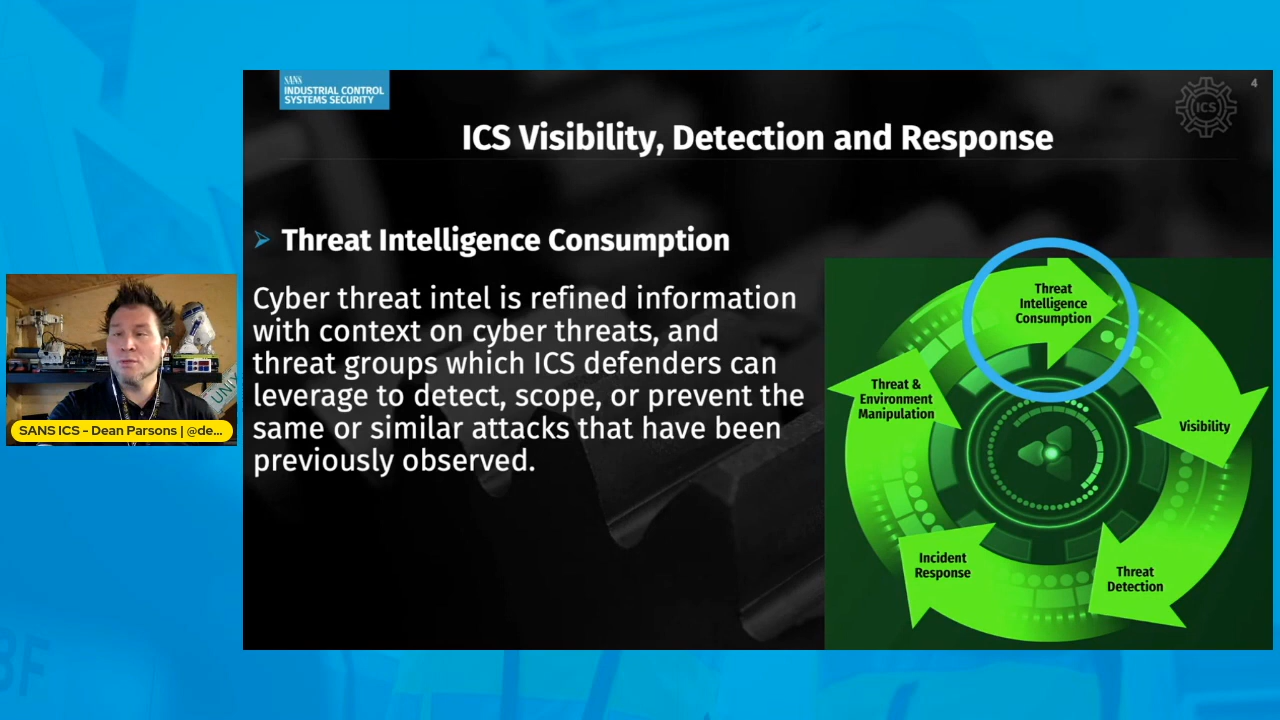 SANS
INDUSTRIAL CONTROL
SYSTEMS SECURITY
ICS
4
ICS Visibility, Detection and Response
Threat Intelligence Consumption
Cyber threat intel is refined information
with context on cyber threats, and
threat groups which ICS defenders can
leverage to detect, scope, or prevent the
same or similar attacks that have been
previously observed.
Threat
Intelligence
Consumption
Visibility
Threat
Detection
Incident
Response
Threat &
Environment
Manipulation
UNIX
SANS ICS - Dean Parsons | @de...